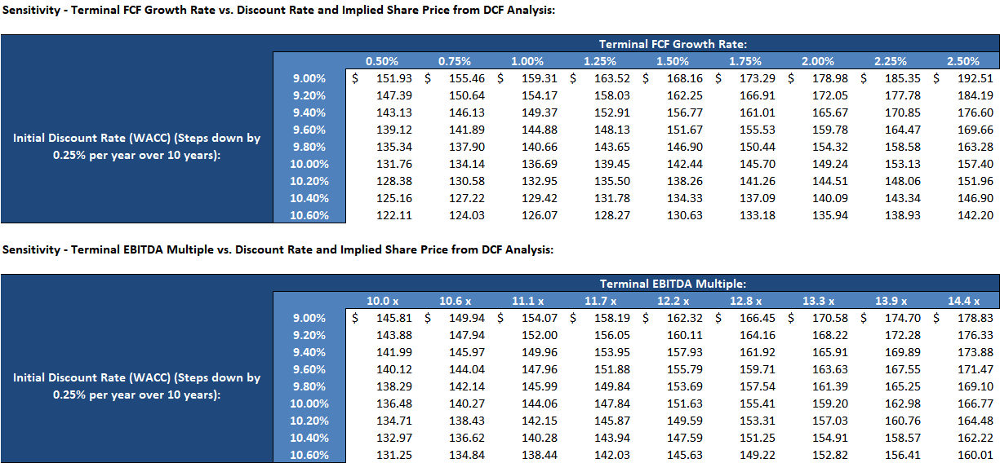 Sensitivity - Terminal FCF Growth Rate vs. Discount Rate and Implied Share Price from DCF Analysis:
Terminal FCF Growth Rate:
0.50% 0.75% 1.00% 1.25% 1.50% 1.75% 2.00% 2.25% 2.50%
9.00% $ 151.93 $ 155.46 $ 159.31 $ 163.52 $ 168.16 $ 173.29 $ 178.98 $ 185.35 $ 192.51
9.20% 147.39 150.64 154.17 158.03 162.25 166.91 172.05 177.78 184.19
9.40% 143.13 146.13 149.37 152.91 156.77 161.01 165.67 170.85 176.60
9.60% 139.12 141.89 144.88 148.13 151.67 155.53 159.78 164.47 169.66
Initial Discount Rate (WACC) (Steps down by
9.80% 135.34 137.90 140.66 143.65 146.90 150.44 154.32 158.58 163.28
0.25% per year over 10 years):
10.00% 131.76 134.14 136.69 139.45 142.44 145.70 149.24 153.13 157.40
10.20% 128.38 130.58 132.95 135.50 138.26 141.26 144.51 148.06 151.96
10.40% 125.16 127.22 129.42 131.78 134.33 137.09 140.09 143.34 146.90
10.60% 122.11 124.03 126.07 128.27 130.63 133.18 135.94 138.93 142.20
Sensitivity - Terminal EBITDA Multiple vs. Discount Rate and Implied Share Price from DCF Analysis:
Terminal EBITDA Multiple:
10.0 x 10.6 x 11.1 x 11.7 x 12.2 x 12.8 x 13.3 x 13.9 x 14.4 x
9.00% $ 145.81 $ 149.94 $ 154.07 $ 158.19 $ 162.32 $ 166.45 $ 170.58 $ 174.70 $ 178.83
9.20% 143.88 147.94 152.00 156.05 160.11 164.16 168.22 172.28 176.33
9.40% 141.99 145.97 149.96 153.95 157.93 161.92 165.91 169.89 173.88
9.60% 140.12 144.04 147.96 151.88 155.79 159.71 163.63 167.55 171.47
Initial Discount Rate (WACC) (Steps down by
9.80% 138.29 142.14 145.99 149.84 153.69 157.54 161.39 165.25 169.10
0.25% per year over 10 years):
10.00% 136.48 140.27 144.06 147.84 151.63 155.41 159.20 162.98 166.77
10.20% 134.71 138.43 142.15 145.87 149.59 153.31 157.03 160.76 164.48
10.40% 132.97 136.62 140.28 143.94 147.59 151.25 154.91 158.57 162.22
10.60% 131.25 134.84 138.44 142.03 145.63 149.22 152.82 156.41 160.01